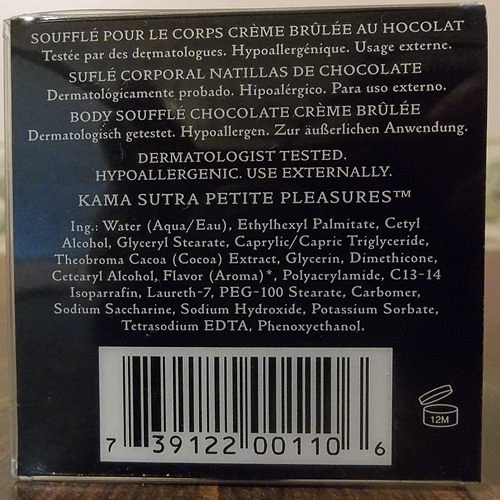 SOUFFLÉ POUR LE CORPS CRÈME BRÛLÉE AU HOCOLAT
Testée par des dermatologues. Hypoallergénique. Usage externe.
SUFLÉ CORPORAL NATILLAS DE CHOCOLATE
Dermatológicamente probado. Hipoalérgico. Para uso externo.
BODY SOUFFLÉ CHOCOLATE CRÈME BRÛLÉE
Dermatologisch getestet. Hypoallergen. Zur äußerlichen Anwendung.
DERMATOLOGIST TESTED.
HYPOALLERGENIC. USE EXTERNALLY.
KAMA SUTRA PETITE PLEASURES™
Ing.: Water (Aqua/Eau), Ethylhexyl Palmitate, Cetyl
Alcohol, Glyceryl Stearate, Caprylic/Capric Triglyceride,
Theobroma Cacoa (Cocoa) Extract, Glycerin, Dimethicone,
Cetearyl Alcohol, Flavor (Aroma)*, Polyacrylamide, C13-14
Isoparrafin, Laureth-7, PEG-100 Stearate, Carbomer,
Sodium Saccharine, Sodium Hydroxide, Potassium Sorbate,
Tetrasodium EDTA, Phenoxyethanol.
7 39122 00110 6
12M